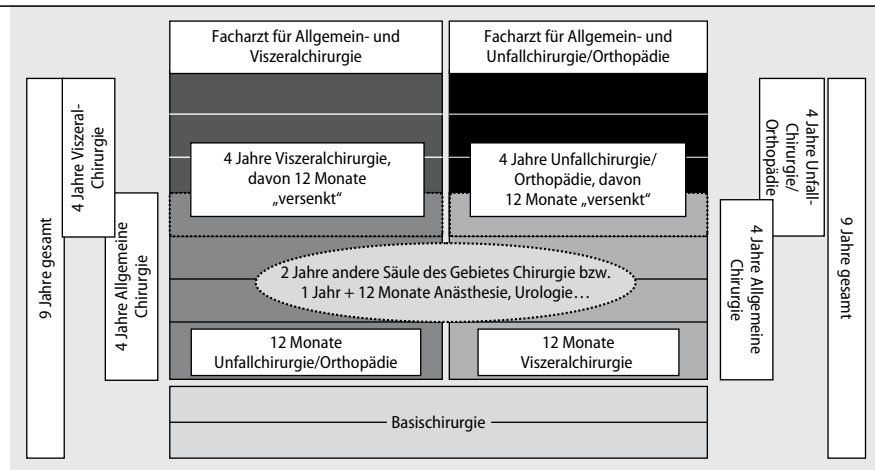 Facharzt für Allgemein- und
Viszeralchirurgie
Facharzt für Allgemein- und
Unfallchirurgie/Orthopädie
9 Jahre gesamt
4 Jahre Viszeral-
Chirurgie
4 Jahre Allgemeine
Chirurgie
4 Jahre Viszeralchirurgie,
davon 12 Monate
„versenkt“
4 Jahre Unfallchirurgie/
Orthopädie, davon
12 Monate „versenkt“
2 Jahre andere Säule des Gebietes Chirurgie bzw.
1 Jahr + 12 Monate Anästhesie, Urologie…
12 Monate
Unfallchirurgie/Orthopädie
12 Monate
Viszeralchirurgie
Basischirurgie
4 Jahre Allgemeine
Chirurgie
4 Jahre Unfall-
Chirurgie/
Orthopädie
9 Jahre gesamt